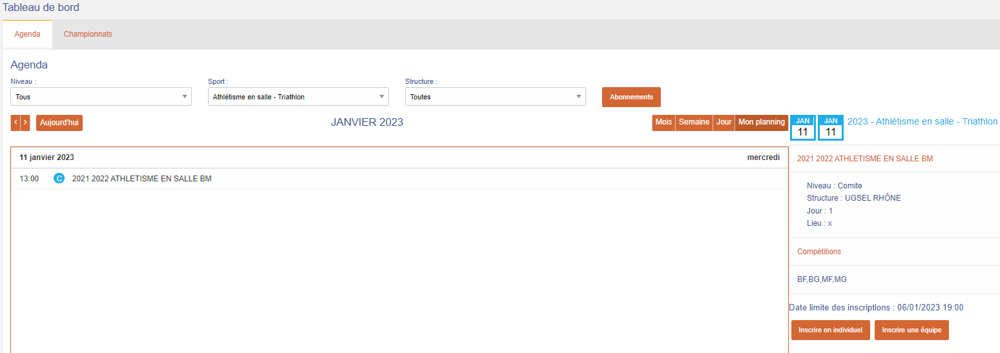 Tableau de bord
Agenda
Championnats
Agenda
Niveau :
Sport :
Structure :
Tous
Athlétisme en salle - Triathlon
Toutes
Abonnements
< >
Aujourd'hui
JANVIER 2023
Mois
Semaine
Jour
Mon planning
JAN
11
JAN
11
2023 - Athlétisme en salle - Triathlon
11 janvier 2023
mercredi
13:00
C
2021 2022 ATHLETISME EN SALLE BM
2021 2022 ATHLETISME EN SALLE BM
Niveau : Comite
Structure : UGSEL RHÔNE
Jour : 1
Lieu : x
Compétitions
BF,BG,MF,MG
Date limite des inscriptions : 06/01/2023 19:00
Inscrire en individuel
Inscrire une équipe